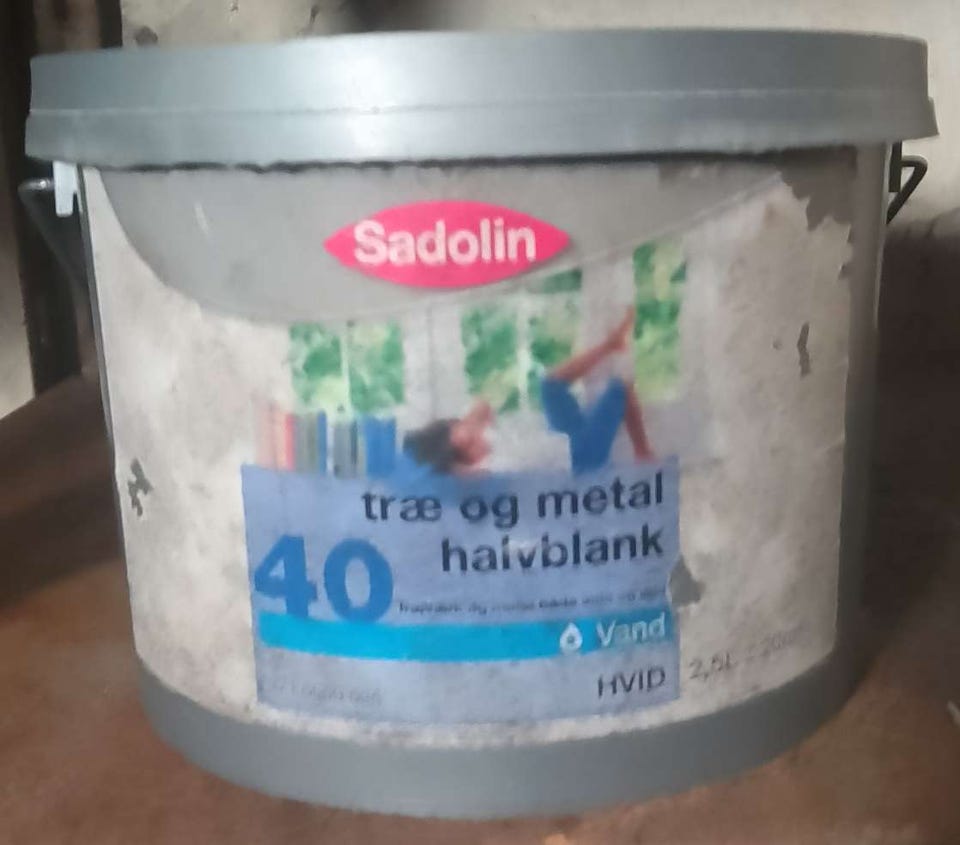 Sadolin
træ og metal
halvblank
40
Vand
HVID
2,5L